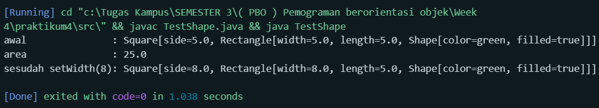 [Running] cd "c:\Tugas Kampus\SEMESTER 3\( PBO ) Pemograman berorientasi objek\Week
4\praktikum4\src\" && javac TestShape.java && java TestShape
awal            : Square[side=5.0, Rectangle[width=5.0, length=5.0, Shape[color=green, filled=true]]]
area            : 25.0
sesudah setWidth(8): Square[side=8.0, Rectangle[width=8.0, length=5.0, Shape[color=green, filled=true]]]
[Done] exited with code=0 in 1.038 seconds